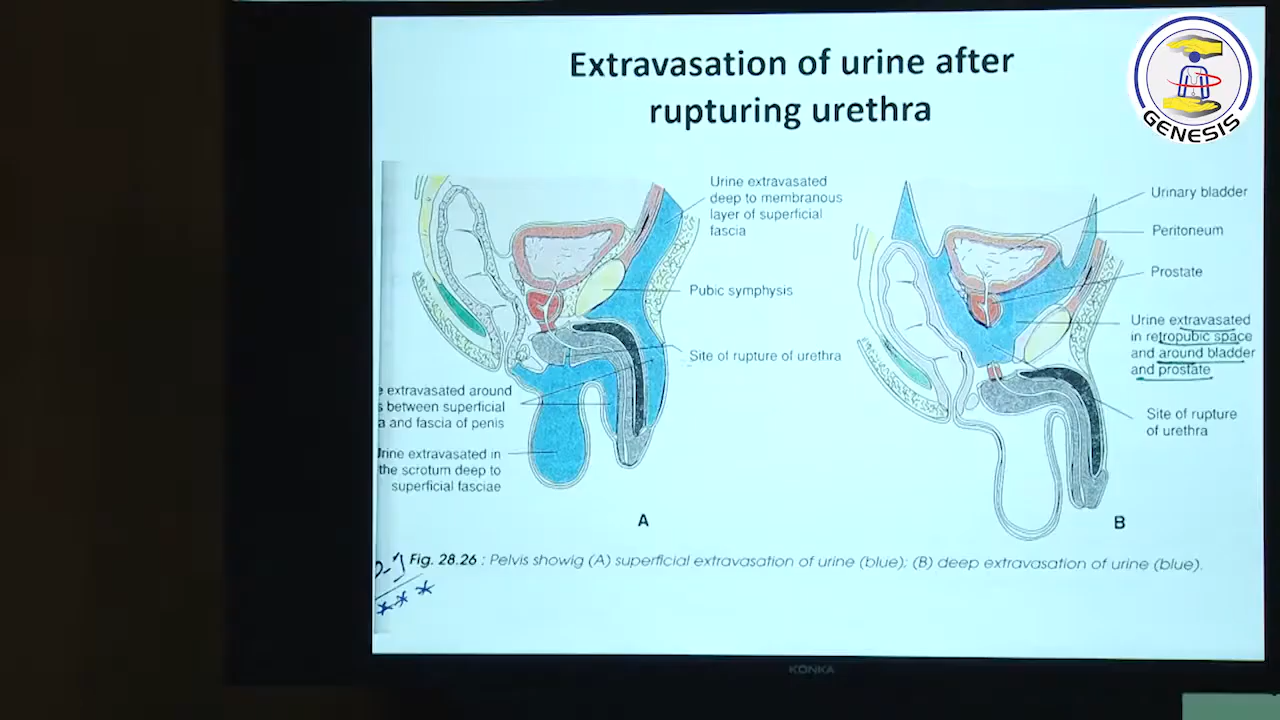 Extravasation of urine after
rupturing urethra
GENESIS
Urine extravasated
deep to membranous
layer of superficial
fascia
Pubic symphysis
Site of rupture of urethra
extravasated around
between superficial
and fascia of penis
Urine extravasated in
the scrotum deep to
superficial fasciae
A
Urinary bladder
Peritoneum
Prostate
Urine extravasated
in retropubic space
and around bladder
and prostate
Site of rupture
of urethra
B
Fig. 28.26 : Pelvis showig (A) superficial extravasation of urine (blue); (B) deep extravasation of urine (blue).
***
KONKA